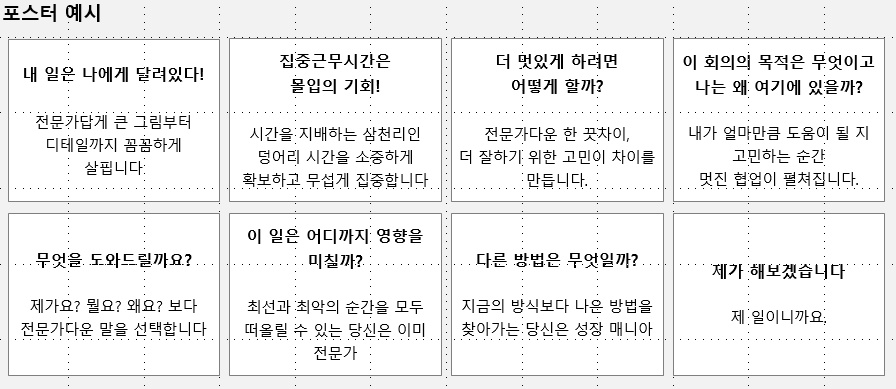 포스터 예시
내 일은 나에게 달려있다!
전문가답게 큰 그림부터
디테일까지 꼼꼼하게
살핍니다
집중근무시간은
몰입의 기회!
시간을 지배하는 삼천리인
덩어리 시간을 소중하게
확보하고 무섭게 집중합니다
더 멋있게 하려면
어떻게 할까?
전문가다운 한 끗차이,
더 잘하기 위한 고민이 차이를
만듭니다.
이 회의의 목적은 무엇이고
나는 왜 여기에 있을까?
내가 얼마만큼 도움이 될 지
고민하는 순간
멋진 협업이 펼쳐집니다.
무엇을 도와드릴까요?
제가요? 뭘요? 왜요? 보다
전문가다운 말을 선택합니다
이 일은 어디까지 영향을
미칠까?
최선과 최악의 순간을 모두
떠올릴 수 있는 당신은 이미
전문가
다른 방법은 무엇일까?
지금의 방식보다 나은 방법을
찾아가는 당신은 성장 매니아
제가 해보겠습니다
제 일이니까요.